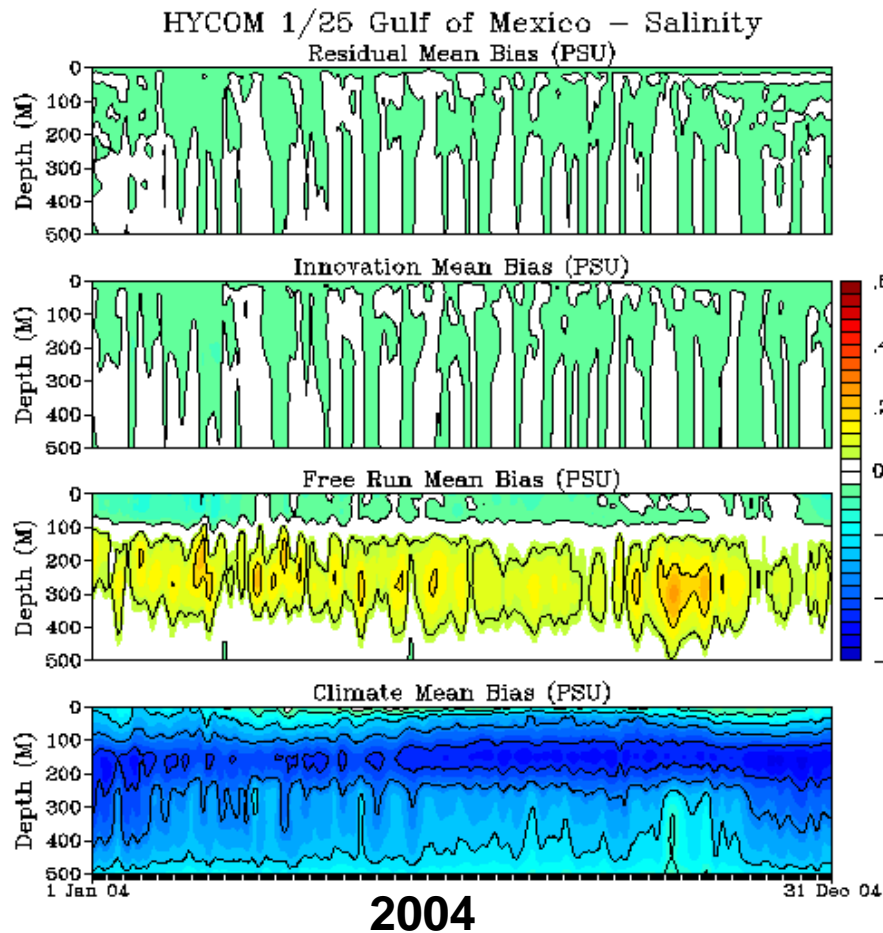 HYCOM 1/25 Gulf of Mexico − Salinity
Residual Mean Bias (PSU)
0
100
200
300
400
500
Depth (M)
Innovation Mean Bias (PSU)
0
100
200
300
400
500
Depth (M)
Free Run Mean Bias (PSU)
0
100
200
300
400
500
Depth (M)
Climate Mean Bias (PSU)
0
100
200
300
400
500
Depth (M)
0
1 Jan 04
31 Dec 04
2004